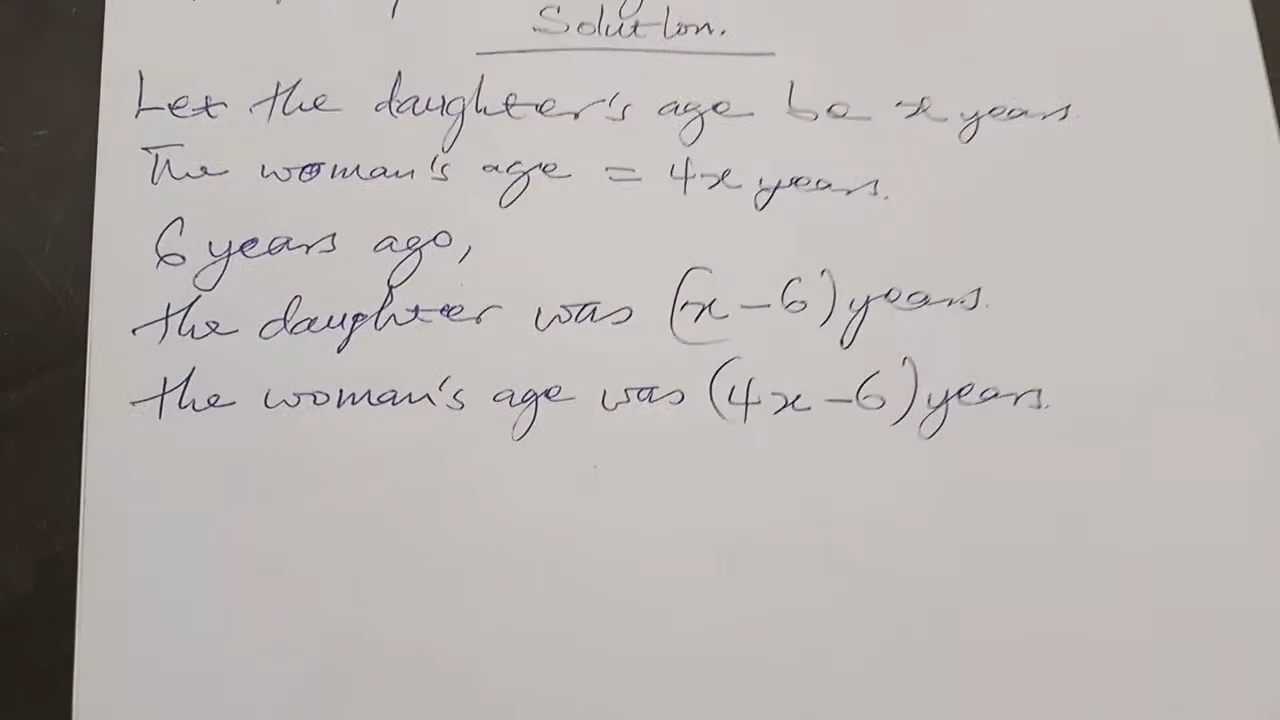 Solution.
Let the daughter's age be x years.
The woman's age = 4x years.
6 years ago,
the daughter was (x-6) years.
the woman's age was (4x-6) years.